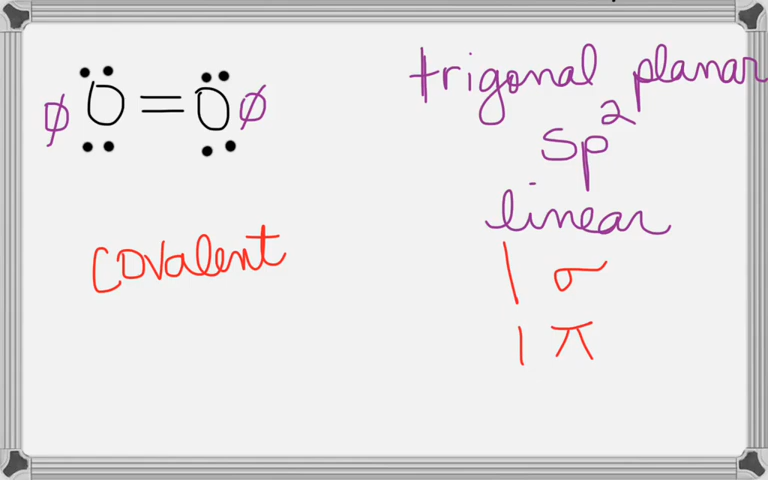 ∅ O = O ∅
trigonal planar
sp²
linear
covalent
1 σ
1 π